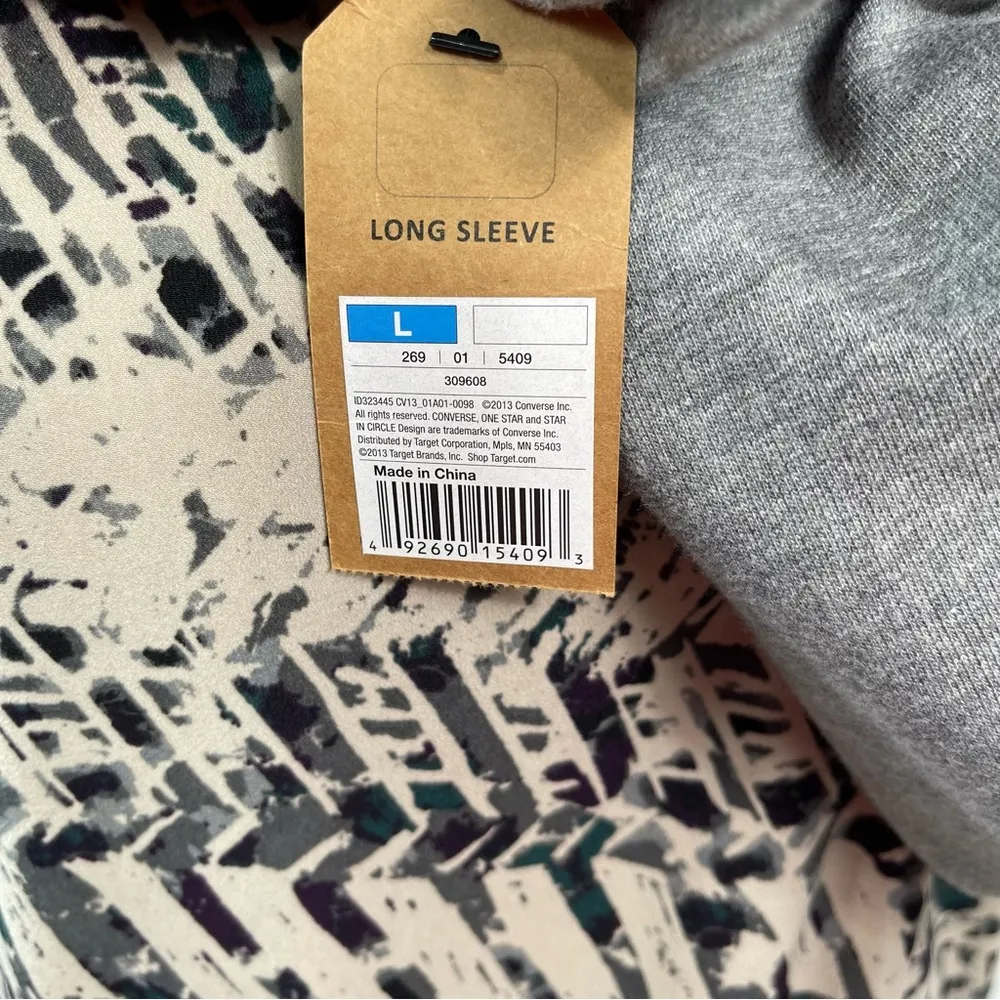 LONG SLEEVE
L
269 | 01 | 5409
309608
ID323445 CV13_01A01-0098 ©2013 Converse Inc.
All rights reserved. CONVERSE, ONE STAR and STAR
IN CIRCLE Design are trademarks of Converse Inc.
Distributed by Target Corporation, Mpls, MN 55403
©2013 Target Brands, Inc. Shop Target.com
Made in China
4 92690 15409 3